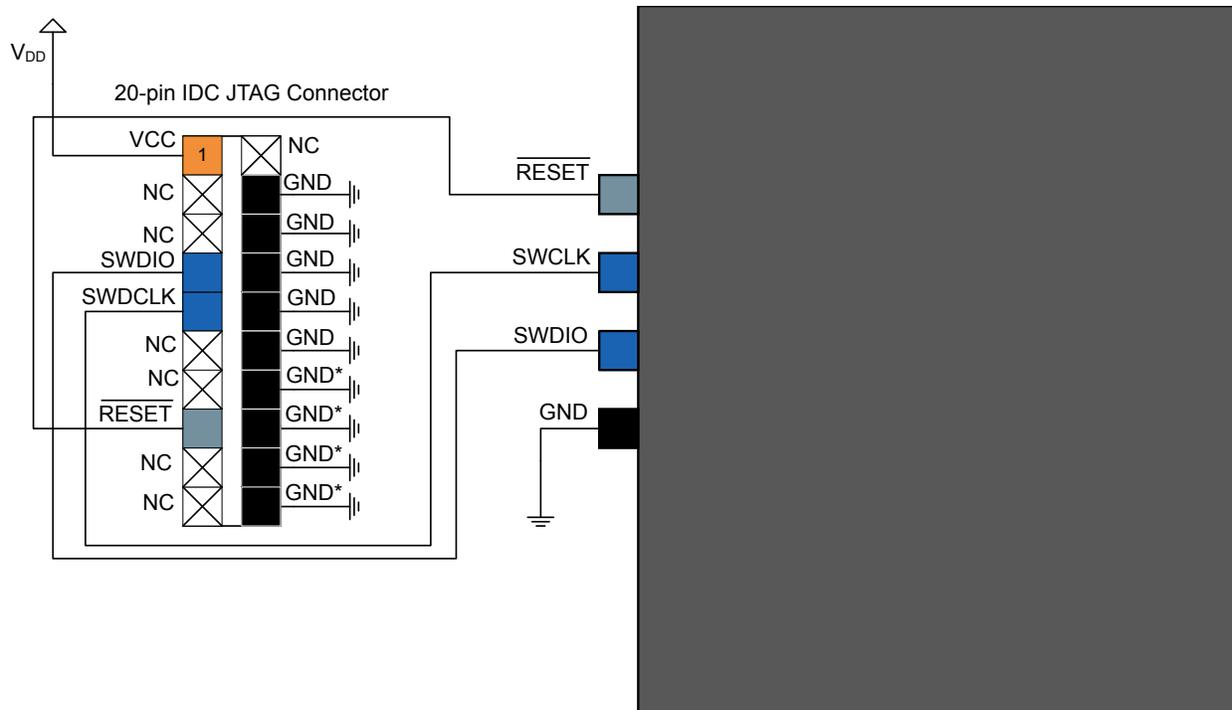 V_DD
20-pin IDC JTAG Connector
VCC
1
NC
NC
GND
NC
GND
SWDIO
GND
SWDCLK
GND
NC
GND
NC
GND*
RESET
GND*
NC
GND*
NC
GND*
RESET
SWCLK
SWDIO
GND